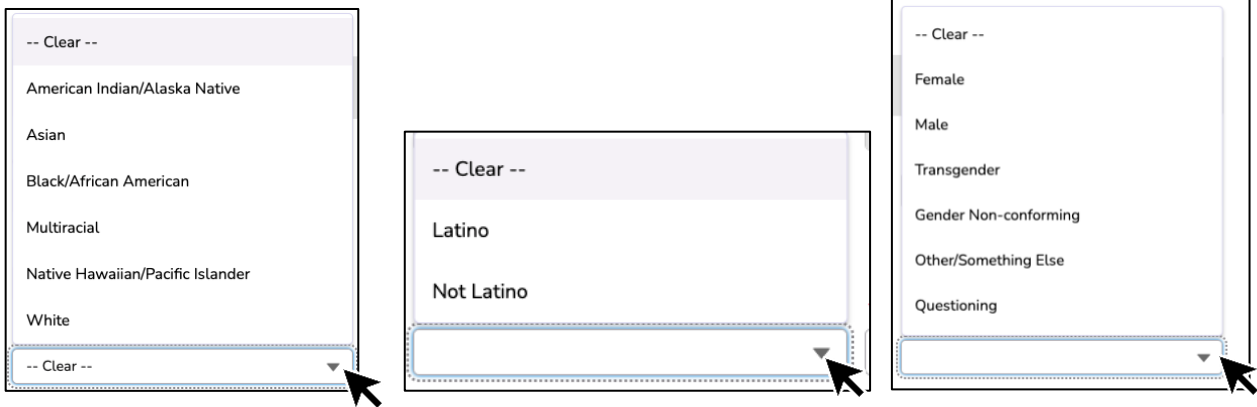 -- Clear --
American Indian/Alaska Native
Asian
Black/African American
Multiracial
Native Hawaiian/Pacific Islander
White
-- Clear --
-- Clear --
Latino
Not Latino
-- Clear --
Female
Male
Transgender
Gender Non-conforming
Other/Something Else
Questioning